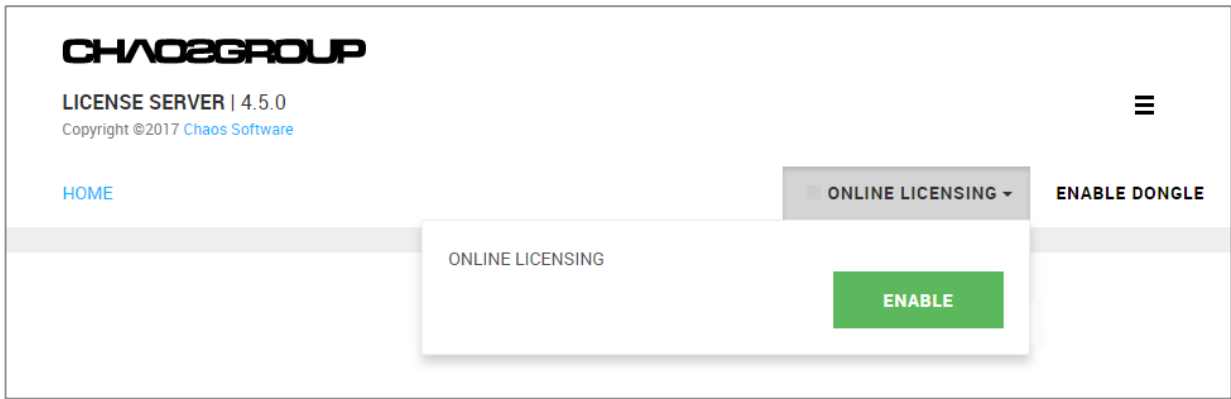 CHAOSGROUP
LICENSE SERVER | 4.5.0
Copyright ©2017 Chaos Software
HOME
ONLINE LICENSING
ENABLE DONGLE
ONLINE LICENSING
ENABLE